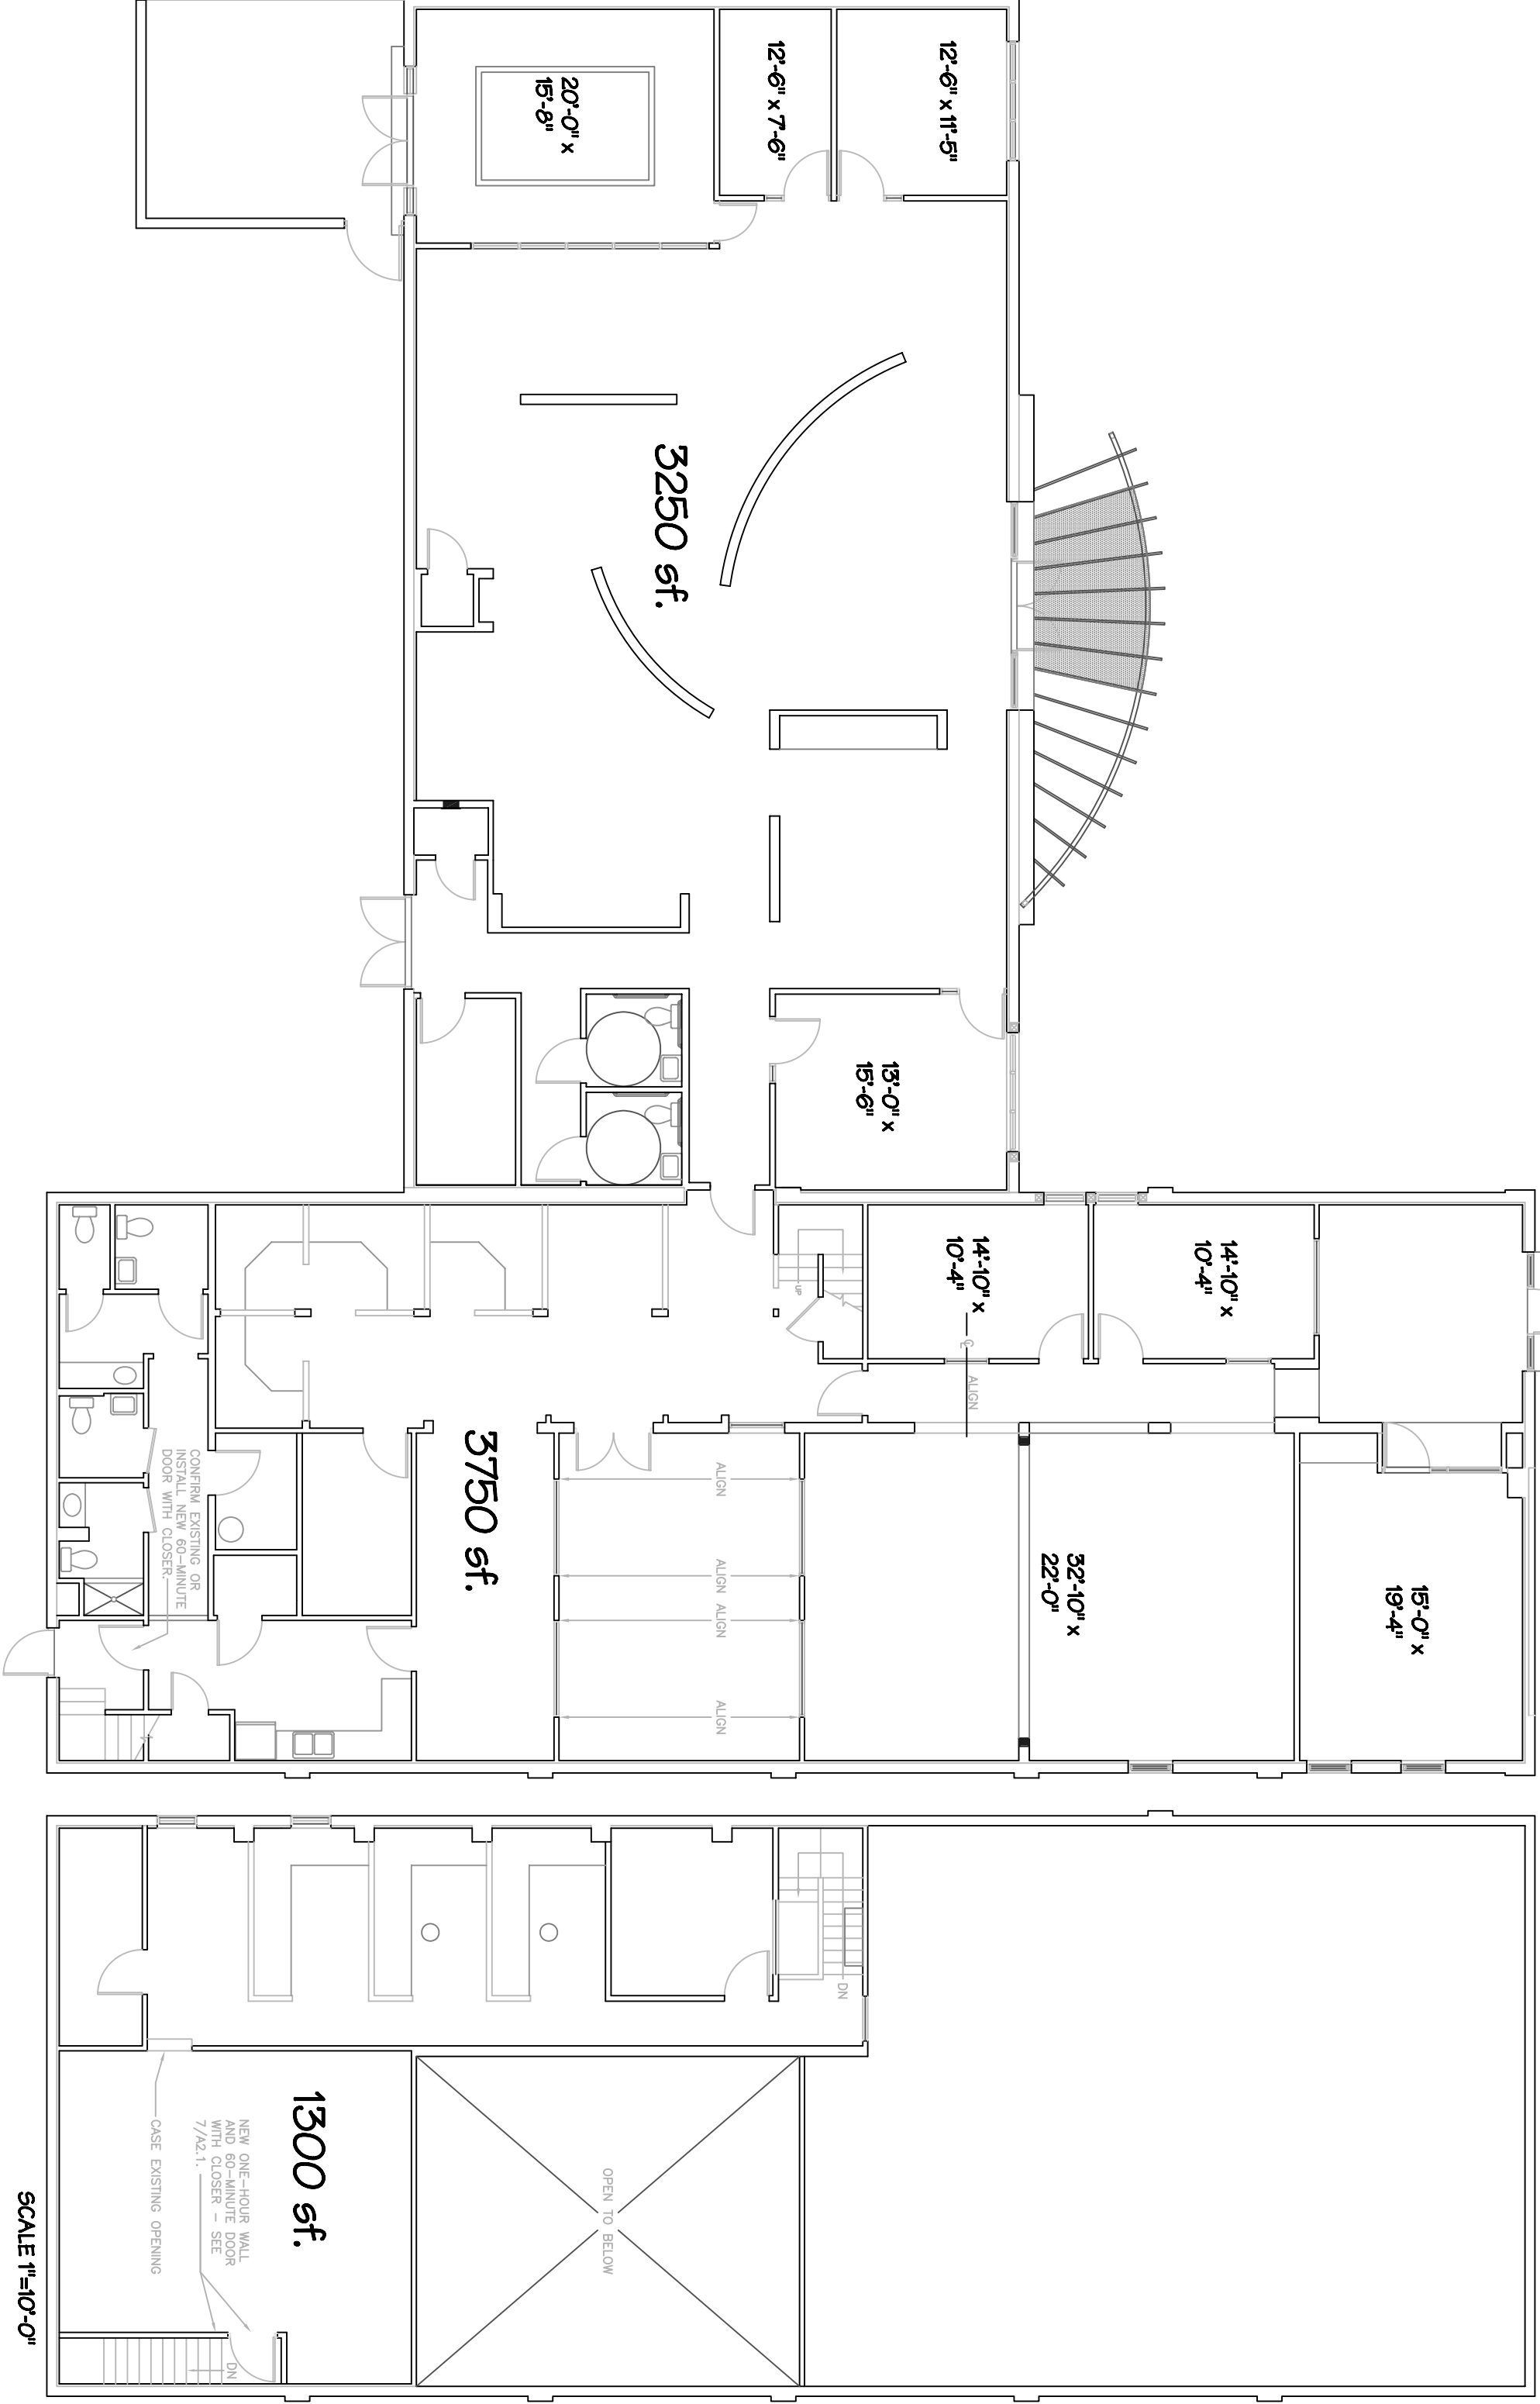 12'-6" x 11'-5"
12'-6" x 7'-6"
20'-0" x
15'-8"
3250 sf.
13'-0" x
15'-6"
14'-10" x
10'-4"
14'-10" x
10'-4"
UP
ALIGN
ALIGN
ALIGN
ALIGN
ALIGN
3750 sf.
32'-10" x
22'-0"
15'-0" x
19'-4"
CONFIRM EXISTING OR
INSTALL NEW 60-MINUTE
DOOR WITH CLOSER.
DN
1300 sf.
OPEN TO BELOW
NEW ONE-HOUR WALL
AND 60-MINUTE DOOR
WITH CLOSER - SEE
7/A2.1.
CASE EXISTING OPENING
DN
SCALE 1"=10'-0"